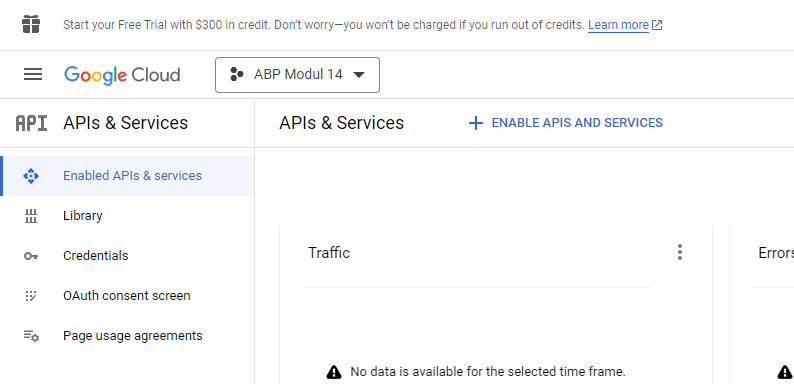 Start your Free Trial with $300 in credit. Don't worry—you won't be charged if you run out of credits. Learn more
Google Cloud
ABP Modul 14
API APIs & Services
APIs & Services
ENABLE APIS AND SERVICES
Enabled APIs & services
Library
Credentials
OAuth consent screen
Page usage agreements
Traffic
Errors
No data is available for the selected time frame.